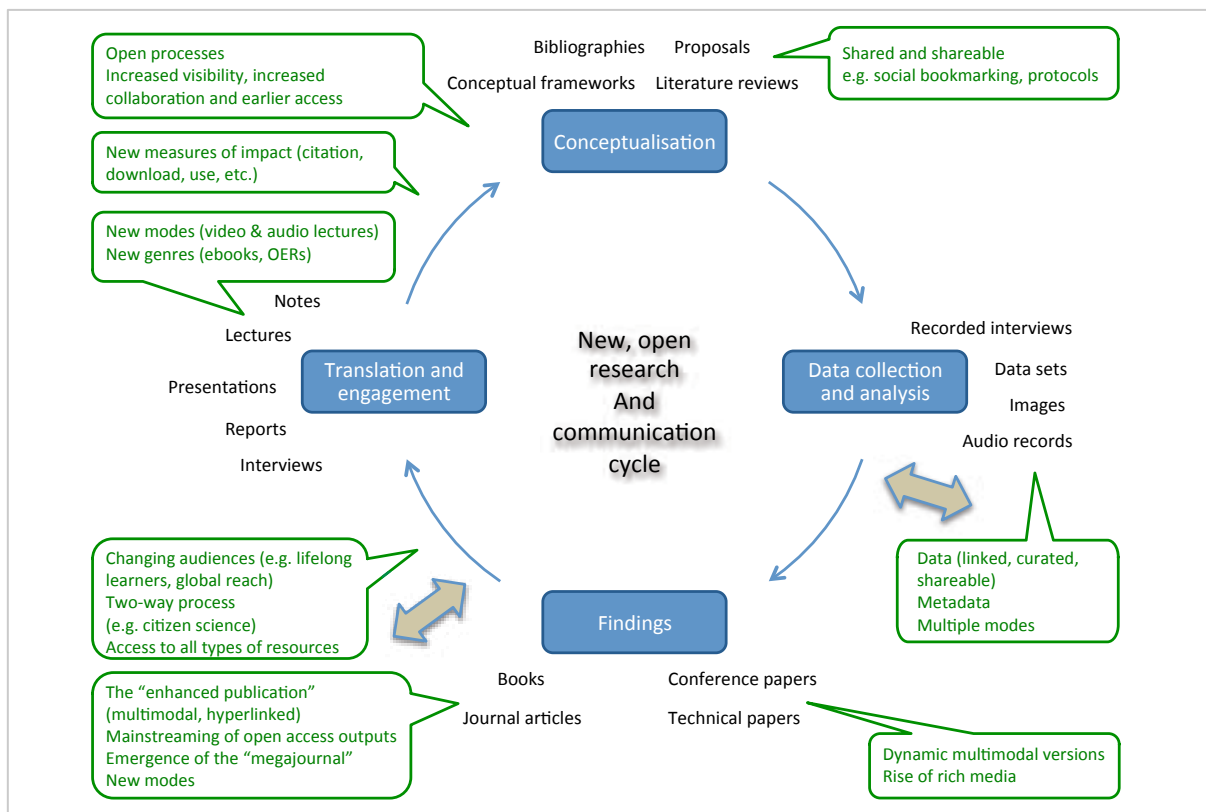 Open processes
Increased visibility, increased
collaboration and earlier access
Bibliographies
Proposals
Conceptual frameworks
Literature reviews
Shared and shareable
e.g. social bookmarking, protocols
Conceptualisation
New measures of impact (citation,
download, use, etc.)
New modes (video & audio lectures)
New genres (ebooks, OERs)
Notes
Lectures
Presentations
Reports
Interviews
Translation and
engagement
New, open
research
And
communication
cycle
Data collection
and analysis
Recorded interviews
Data sets
Images
Audio records
Data (linked, curated,
shareable)
Metadata
Multiple modes
Changing audiences (e.g. lifelong
learners, global reach)
Two-way process
(e.g. citizen science)
Access to all types of resources
Findings
Books
Conference papers
Journal articles
Technical papers
The “enhanced publication”
(multimodal, hyperlinked)
Mainstreaming of open access outputs
Emergence of the “megajournal”
New modes
Dynamic multimodal versions
Rise of rich media